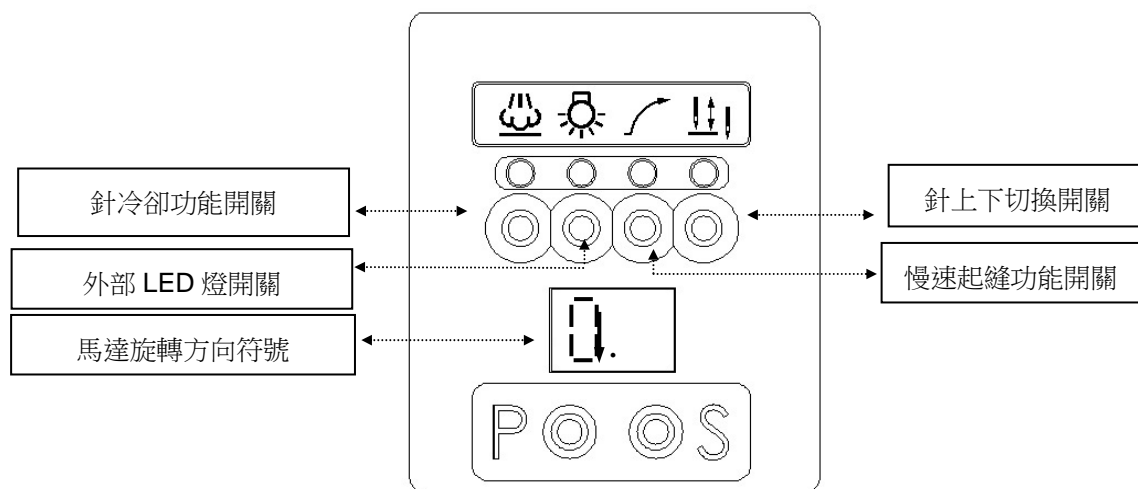 針冷卻功能開關
針上下切換開關
外部 LED 燈開關
慢速起縫功能開關
馬達旋轉方向符號
0.
P S